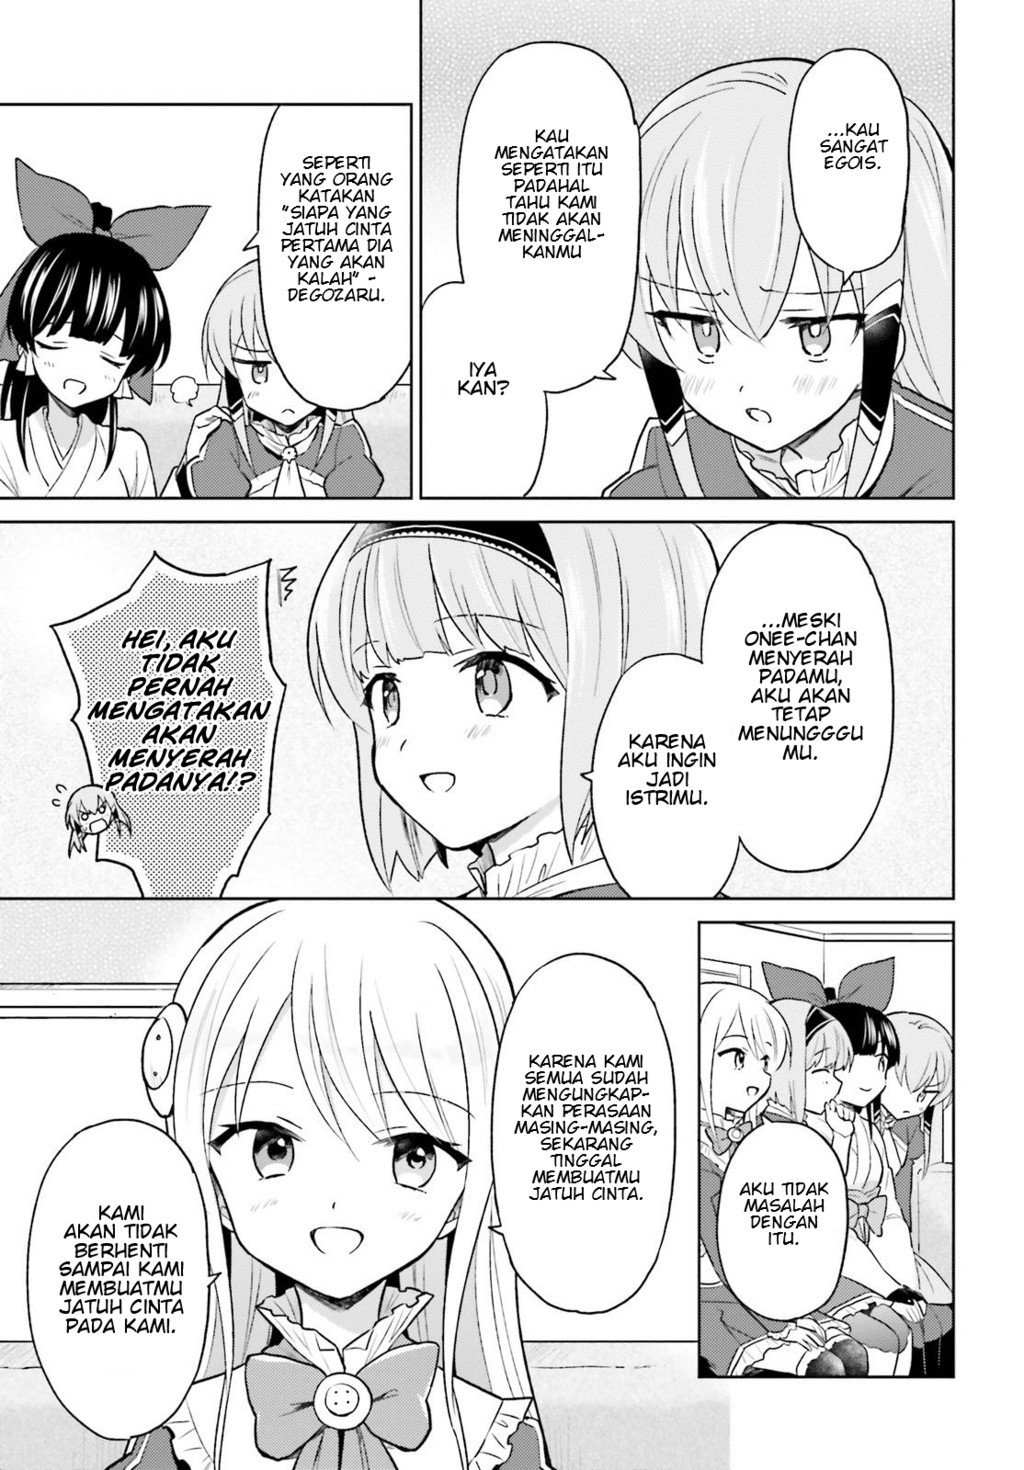 ...KAU
SANGAT
EGOIS.
KAU
MENGATAKAN
SEPERTI ITU
PADAHAL
TAHU KAMI
TIDAK AKAN
MENINGGAL-
KANMU
IYA
KAN?
SEPERTI
YANG ORANG
KATAKAN
"SIAPA YANG
JATUH CINTA
PERTAMA DIA
YANG AKAN
KALAH" -
DEGOZARU.
...MESKI
ONEE-CHAN
MENYERAH
PADAMU,
AKU AKAN
TETAP
MENUNGGGU
MU.
KARENA
AKU INGIN
JADI
ISTRIMU.
HEI, AKU
TIDAK
PERNAH
MENGATAKAN
AKAN
MENYERAH
PADANYA!?
AKU TIDAK
MASALAH
DENGAN
ITU.
KARENA KAMI
SEMUA SUDAH
MENGUNGKAP-
KAN PERASAAN
MASING-MASING,
SEKARANG
TINGGAL
MEMBUATMU
JATUH CINTA.
KAMI
AKAN TIDAK
BERHENTI
SAMPAI KAMI
MEMBUATMU
JATUH CINTA
PADA KAMI.